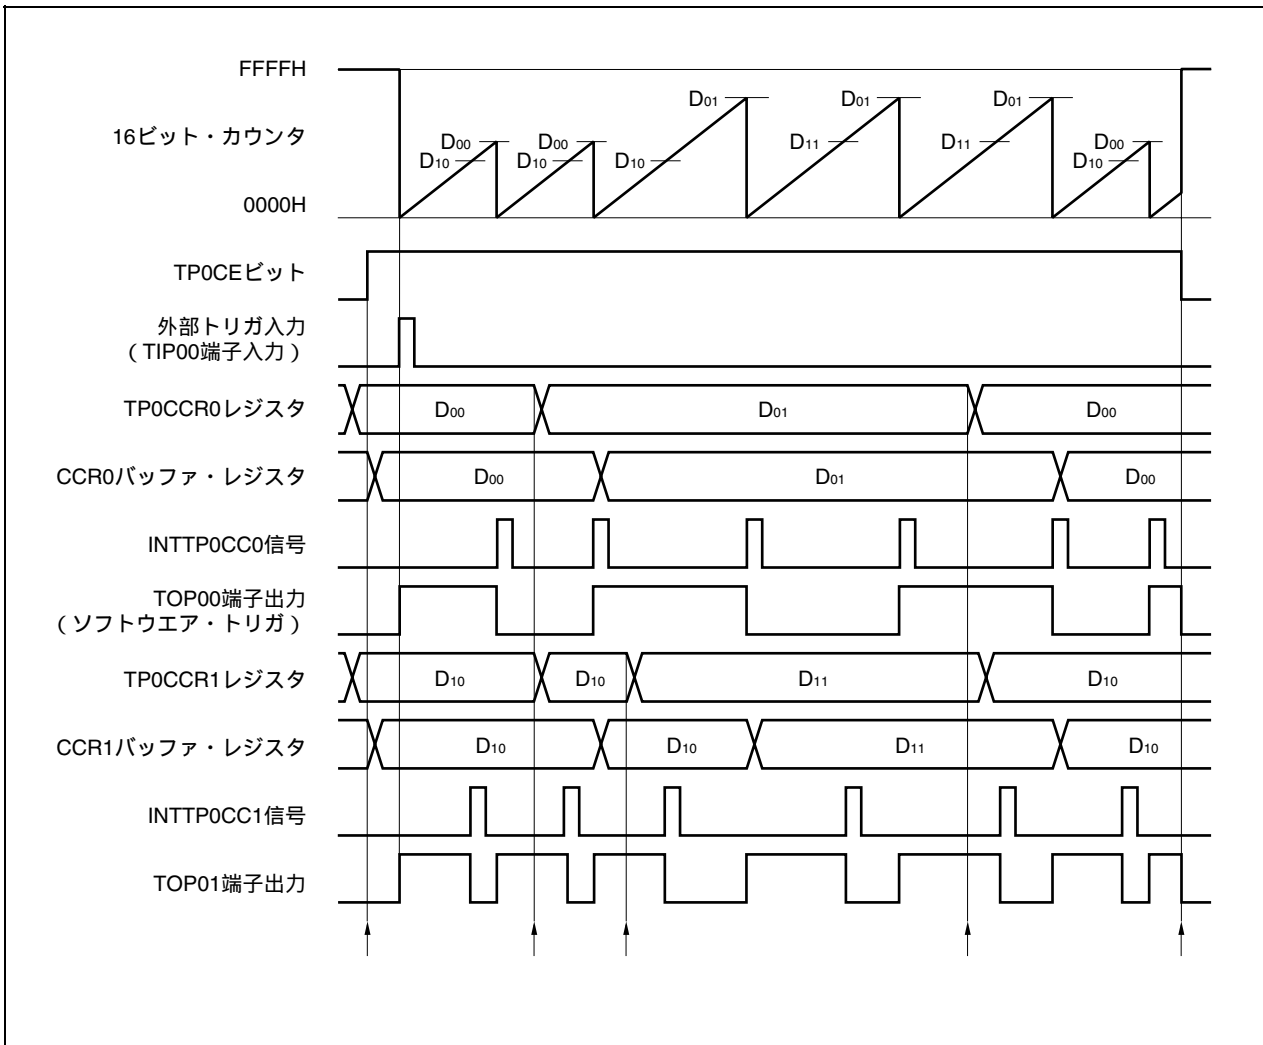 FFFFH
16ビット・カウンタ
0000H
D01 D01 D01
D00 D00 D11 D11 D00
D10 D10 D10 D10
TP0CEビット
外部トリガ入力
（TIP00端子入力）
TP0CCR0レジスタ D00 D01 D00
CCR0バッファ・レジスタ D00 D01 D00
INTTP0CC0信号
TOP00端子出力
（ソフトウエア・トリガ）
TP0CCR1レジスタ D10 D10 D11 D10
CCR1バッファ・レジスタ D10 D10 D11 D10
INTTP0CC1信号
TOP01端子出力